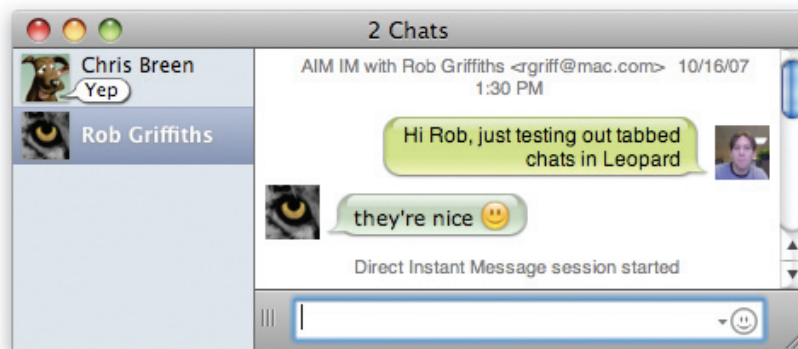 2 Chats
Chris Breen
Yep
Rob Griffiths
AIM IM with Rob Griffiths <rgriff@mac.com> 10/16/07
1:30 PM
Hi Rob, just testing out tabbed
chats in Leopard
they're nice
Direct Instant Message session started